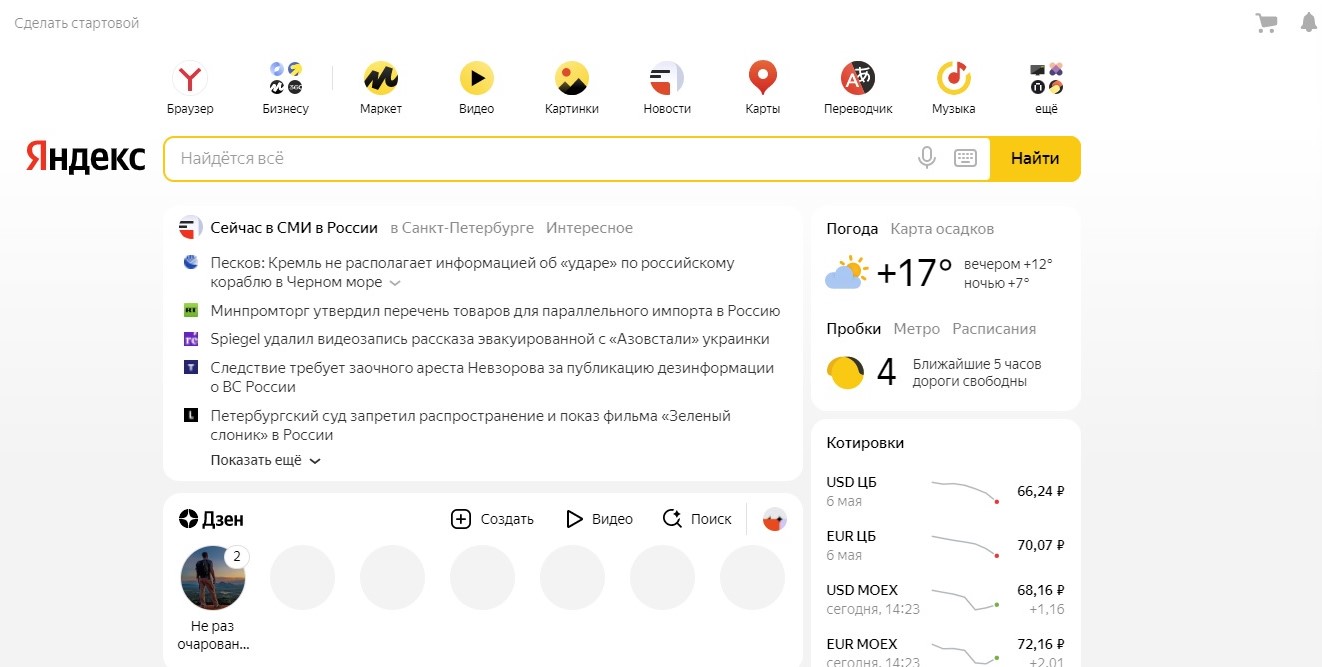 Сделать стартовой
Браузер
Бизнесу
Маркет
Видео
Картинки
Новости
Карты
Переводчик
Музыка
ещё
Яндекс
Найдётся всё
Найти
Сейчас в СМИ в России в Санкт-Петербурге Интересное
Песков: Кремль не располагает информацией об «ударе» по российскому
кораблю в Черном море
RT Минпромторг утвердил перечень товаров для параллельного импорта в Россию
Spiegel удалил видеозапись рассказа эвакуированной с «Азовстали» украинки
Следствие требует заочного ареста Невзорова за публикацию дезинформации
о ВС России
Петербургский суд запретил распространение и показ фильма «Зеленый
слоник» в России
Показать ещё
Погода Карта осадков
+17° вечером +12°
ночью +7°
Пробки Метро Расписания
4 Ближайшие 5 часов
дороги свободны
Котировки
USD ЦБ
6 мая
66,24 ₽
EUR ЦБ
6 мая
70,07 ₽
USD MOEX
сегодня, 14:23
68,16 ₽
+1,16
EUR MOEX
сегодня, 14:23
72,16 ₽
+2,01
Дзен Создать Видео Поиск
2
Не раз
очарован...